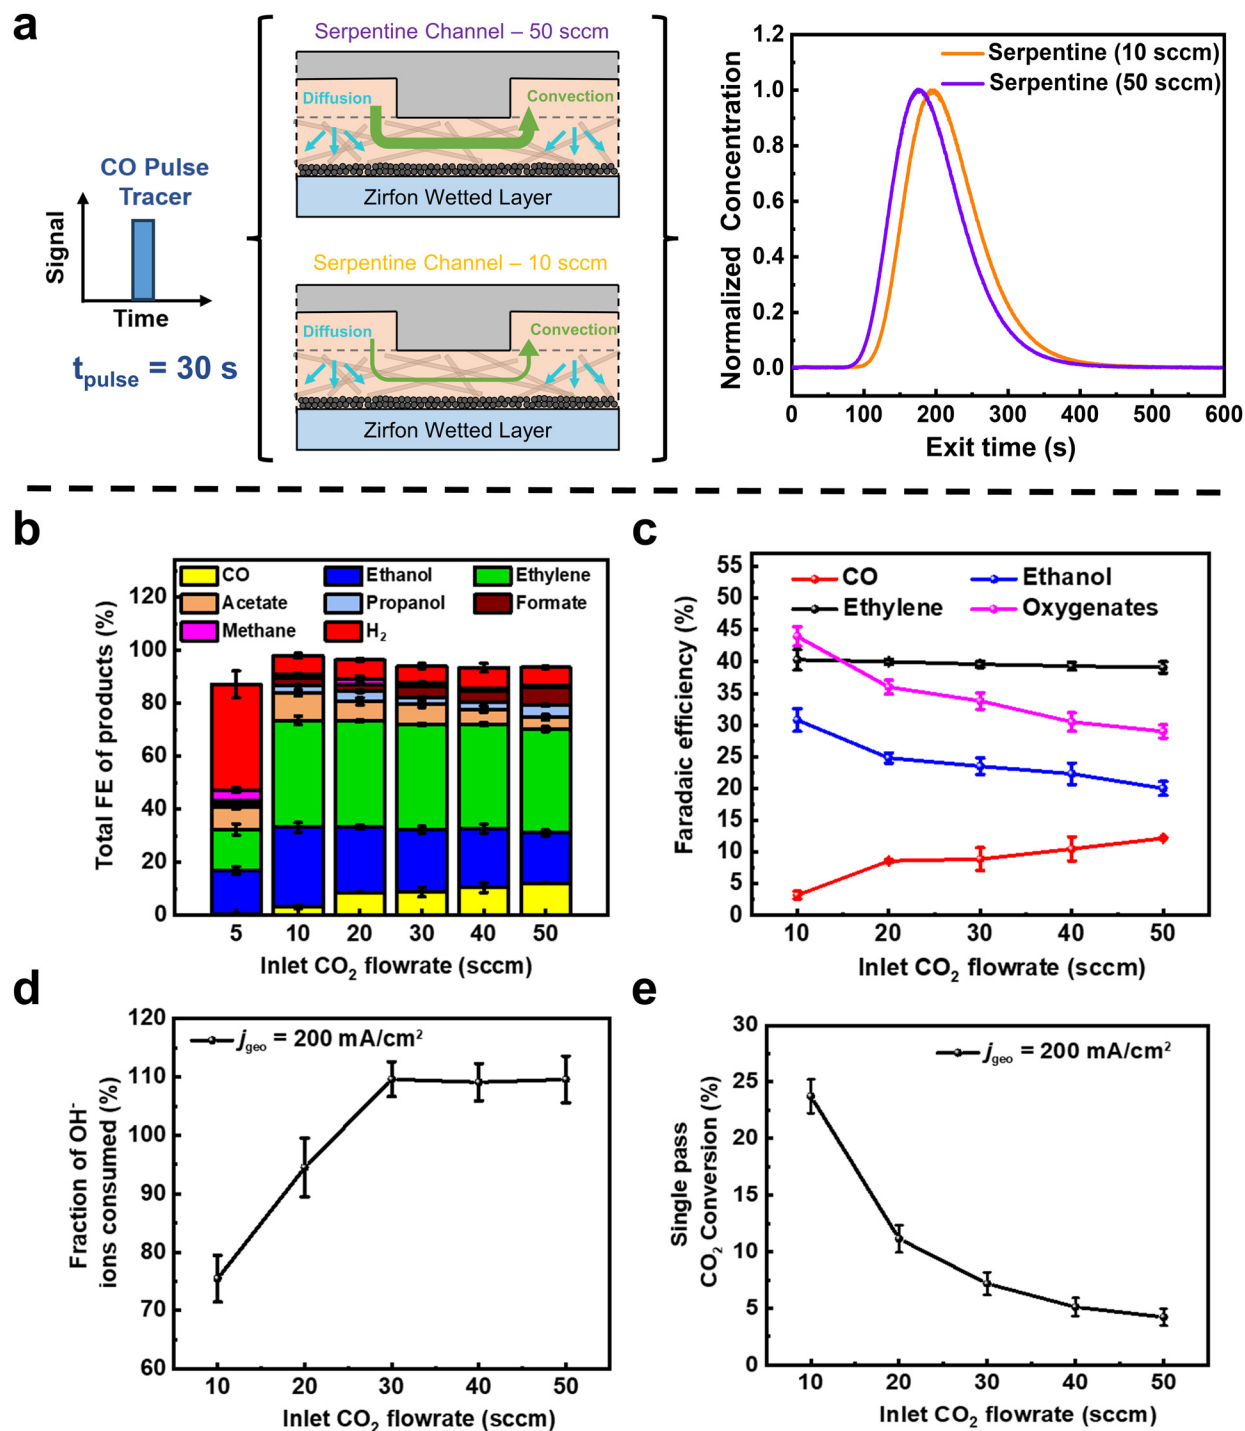 a
CO Pulse
Tracer
Signal
Time
tpulse = 30 s
Serpentine Channel – 50 sccm
Diffusion
Convection
Zirfon Wetted Layer
Serpentine Channel – 10 sccm
Diffusion
Convection
Zirfon Wetted Layer
Normalized Concentration
1.2
1.0
0.8
0.6
0.4
0.2
0.0
Serpentine (10 sccm)
Serpentine (50 sccm)
0 100 200 300 400 500 600
Exit time (s)
b
Total FE of products (%)
120
100
80
60
40
20
0
CO Ethanol Ethylene
Acetate Propanol Formate
Methane H2
5 10 20 30 40 50
Inlet CO2 flowrate (sccm)
c
Faradaic efficiency (%)
55
50
45
40
35
30
25
20
15
10
5
0
CO Ethanol
Ethylene Oxygenates
10 20 30 40 50
Inlet CO2 flowrate (sccm)
d
Fraction of OH-
ions consumed (%)
120
110
100
90
80
70
60
jgeo = 200 mA/cm2
10 20 30 40 50
Inlet CO2 flowrate (sccm)
e
Single pass
CO2 Conversion (%)
30
25
20
15
10
5
0
jgeo = 200 mA/cm2
10 20 30 40 50
Inlet CO2 flowrate (sccm)